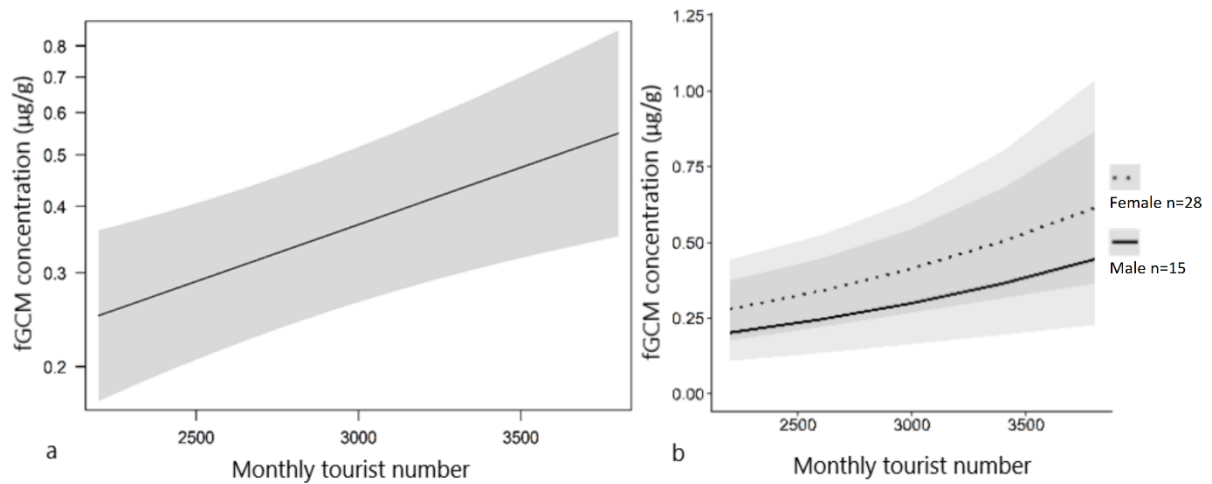 fGCM concentration (µg/g)
0.8
0.7
0.6
0.5
0.4
0.3
0.2
2500
3000
3500
a
Monthly tourist number
fGCM concentration (µg/g)
1.25
1.00
0.75
0.50
0.25
0.00
2500
3000
3500
b
Monthly tourist number
Female n=28
Male n=15